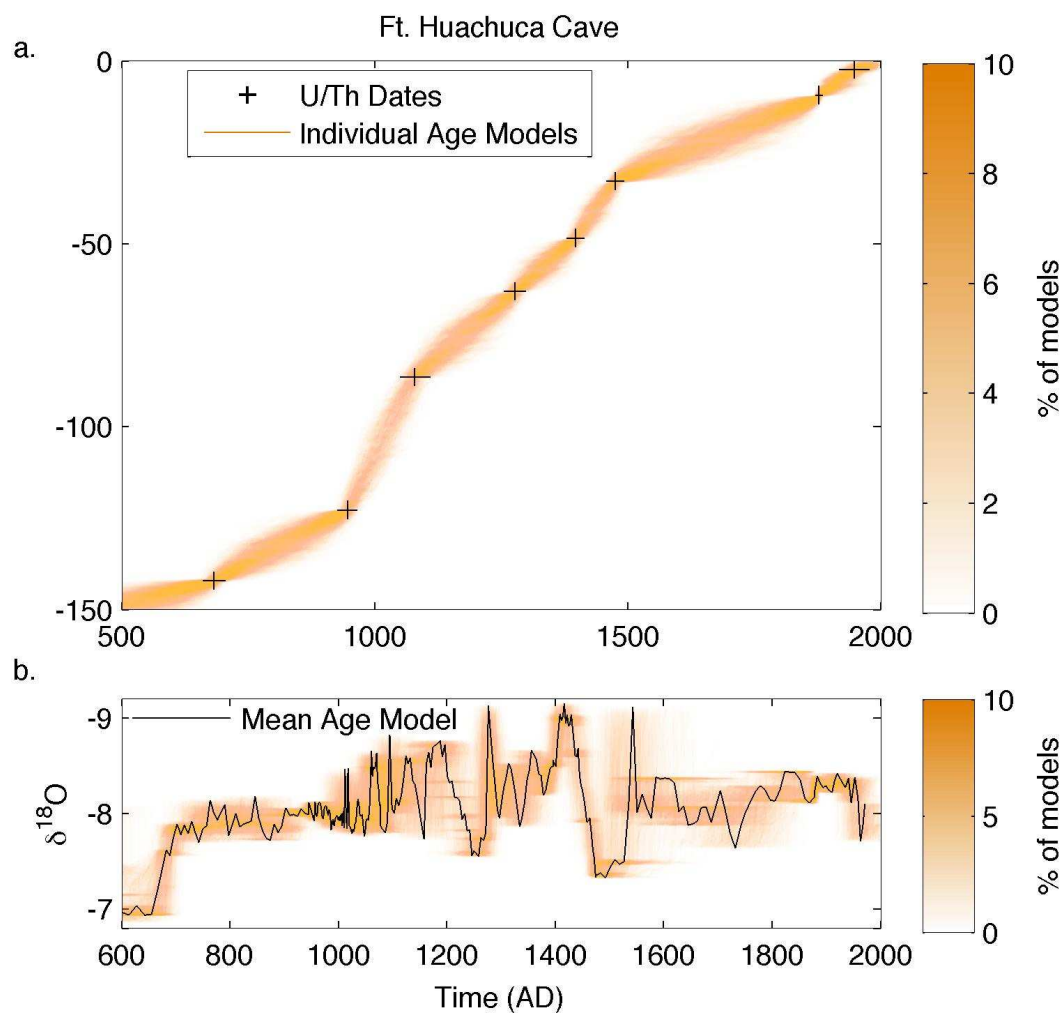 Ft. Huachuca Cave
a.
0
-50
-100
-150
500
1000
1500
2000
U/Th Dates
Individual Age Models
10
8
6
4
2
0
% of models
b.
-9
-8
-7
δ18O
Mean Age Model
600
800
1000
1200
1400
1600
1800
2000
Time (AD)
10
5
0
% of models